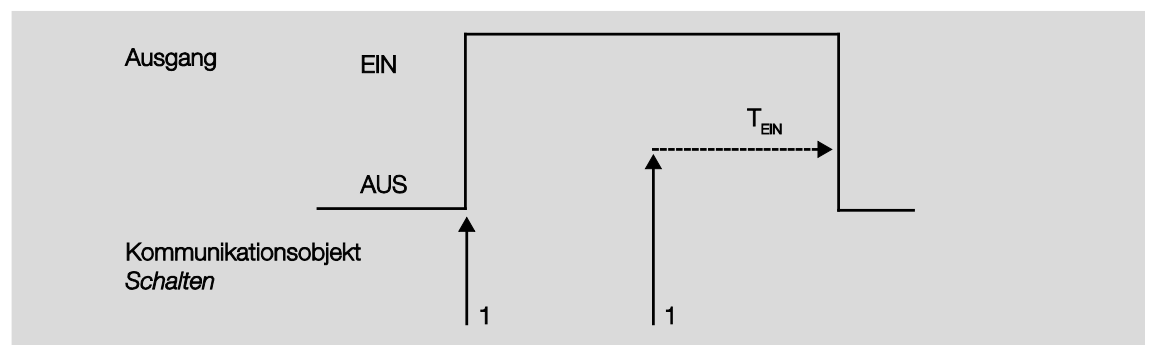 Ausgang
EIN
T_EIN
AUS
Kommunikationsobjekt
Schalten
1
1